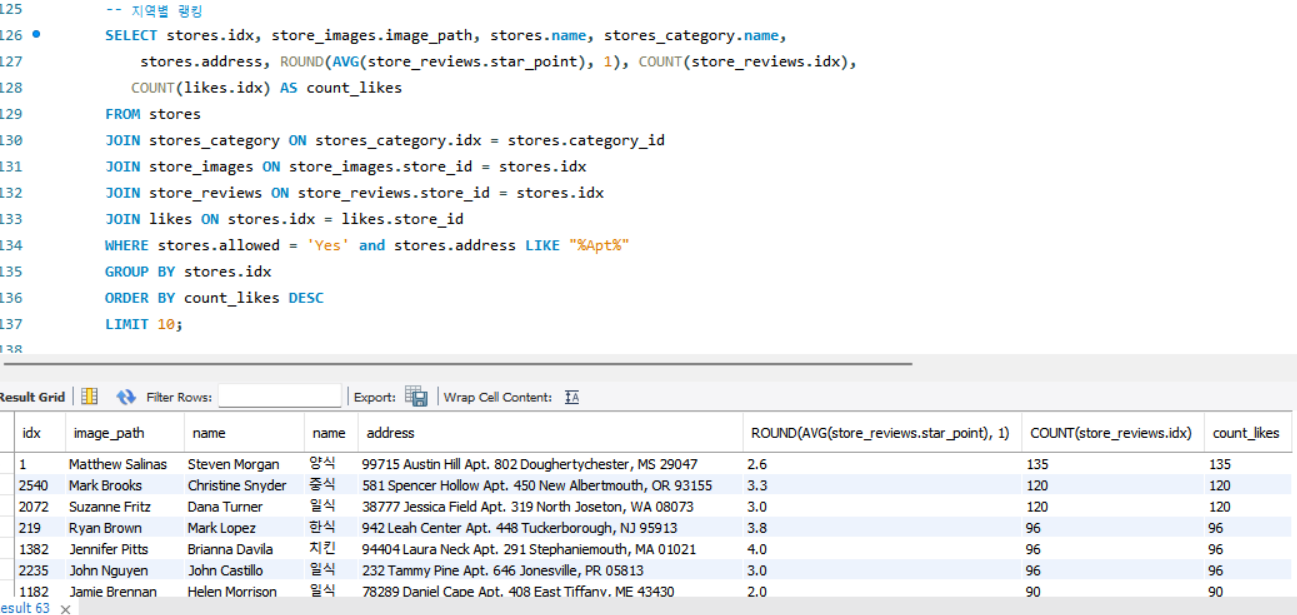 125 -- 지역별 랭킹
126 SELECT stores.idx, store_images.image_path, stores.name, stores_category.name,
127 stores.address, ROUND(AVG(store_reviews.star_point), 1), COUNT(store_reviews.idx),
128 COUNT(likes.idx) AS count_likes
129 FROM stores
130 JOIN stores_category ON stores_category.idx = stores.category_id
131 JOIN store_images ON store_images.store_id = stores.idx
132 JOIN store_reviews ON store_reviews.store_id = stores.idx
133 JOIN likes ON stores.idx = likes.store_id
134 WHERE stores.allowed = 'Yes' and stores.address LIKE "%Apt%"
135 GROUP BY stores.idx
136 ORDER BY count_likes DESC
137 LIMIT 10;
138
Result Grid Filter Rows: Export: Wrap Cell Content: IA
idx image_path name name address ROUND(AVG(store_reviews.star_point), 1) COUNT(store_reviews.idx) count_likes
1 Matthew Salinas Steven Morgan 양식 99715 Austin Hill Apt. 802 Doughertychester, MS 29047 2.6 135 135
2540 Mark Brooks Christine Snyder 중식 581 Spencer Hollow Apt. 450 New Albertmouth, OR 93155 3.3 120 120
2072 Suzanne Fritz Dana Turner 일식 38777 Jessica Field Apt. 319 North Joseton, WA 08073 3.0 120 120
219 Ryan Brown Mark Lopez 한식 942 Leah Center Apt. 448 Tuckerborough, NJ 95913 3.8 96 96
1382 Jennifer Pitts Brianna Davila 치킨 94404 Laura Neck Apt. 291 Stephaniemouth, MA 01021 4.0 96 96
2235 John Nguyen John Castillo 일식 232 Tammy Pine Apt. 646 Jonesville, PR 05813 3.0 96 96
1182 Jamie Brennan Helen Morrison 일식 78289 Daniel Cape Apt. 408 East Tiffany, ME 43430 2.0 90 90
esult 63